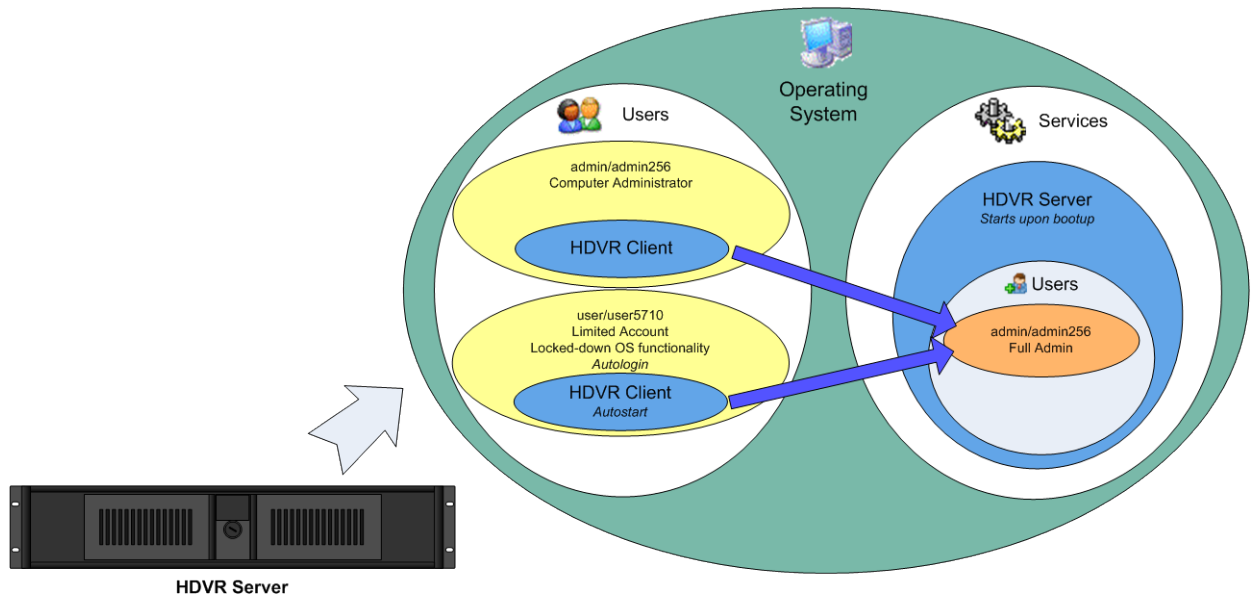 Operating
System
Users
admin/admin256
Computer Administrator
HDVR Client
user/user5710
Limited Account
Locked-down OS functionality
Autologin
HDVR Client
Autostart
Services
HDVR Server
Starts upon bootup
Users
admin/admin256
Full Admin
HDVR Server